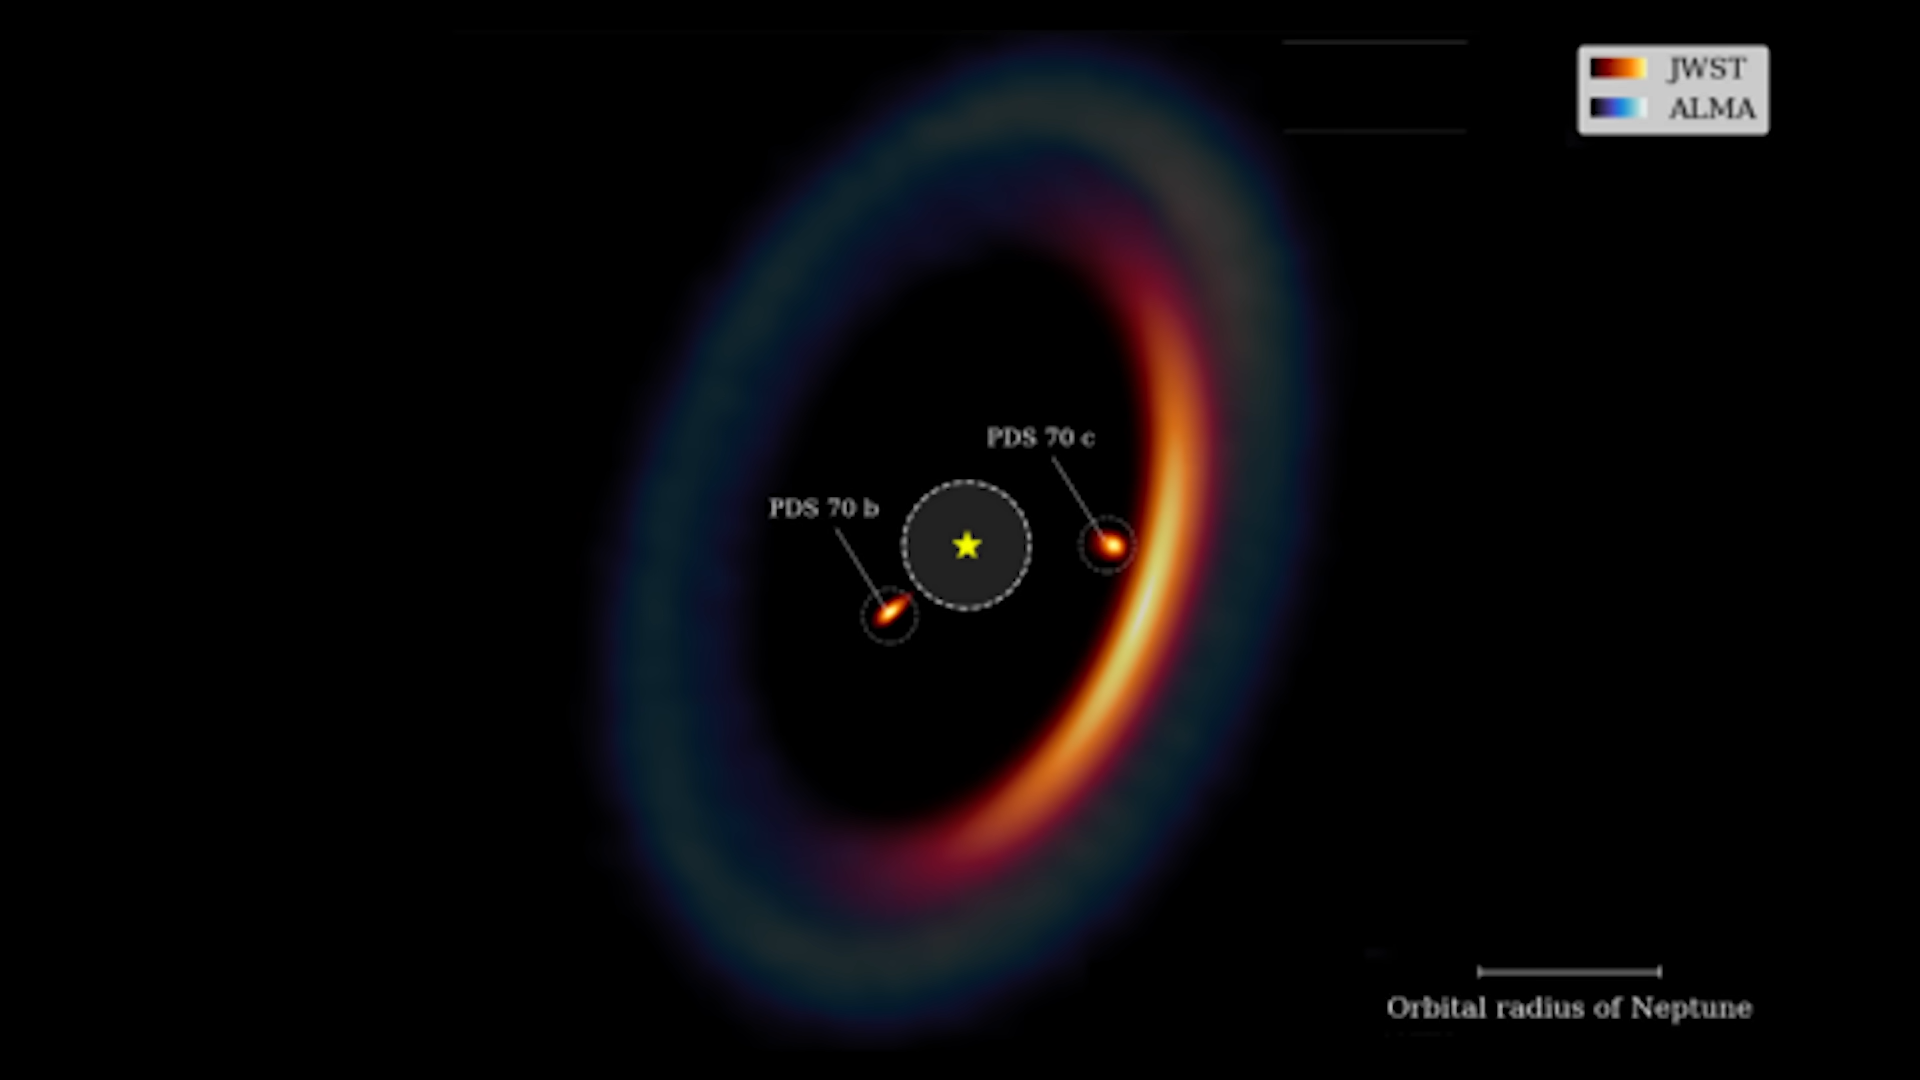 JWST
ALMA
PDS 70 c
PDS 70 b
Orbital radius of Neptune